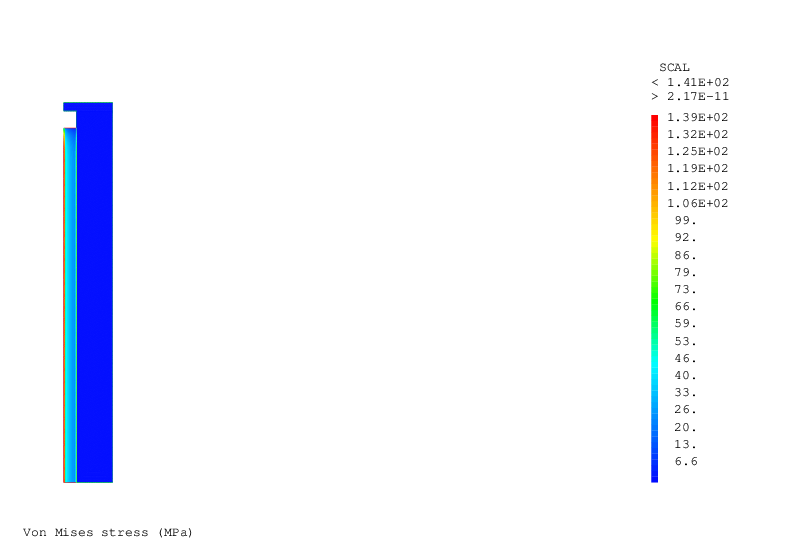 SCAL
< 1.41E+02
> 2.17E-11
1.39E+02
1.32E+02
1.25E+02
1.19E+02
1.12E+02
1.06E+02
99.
92.
86.
79.
73.
66.
59.
53.
46.
40.
33.
26.
20.
13.
6.6
Von Mises stress (MPa)